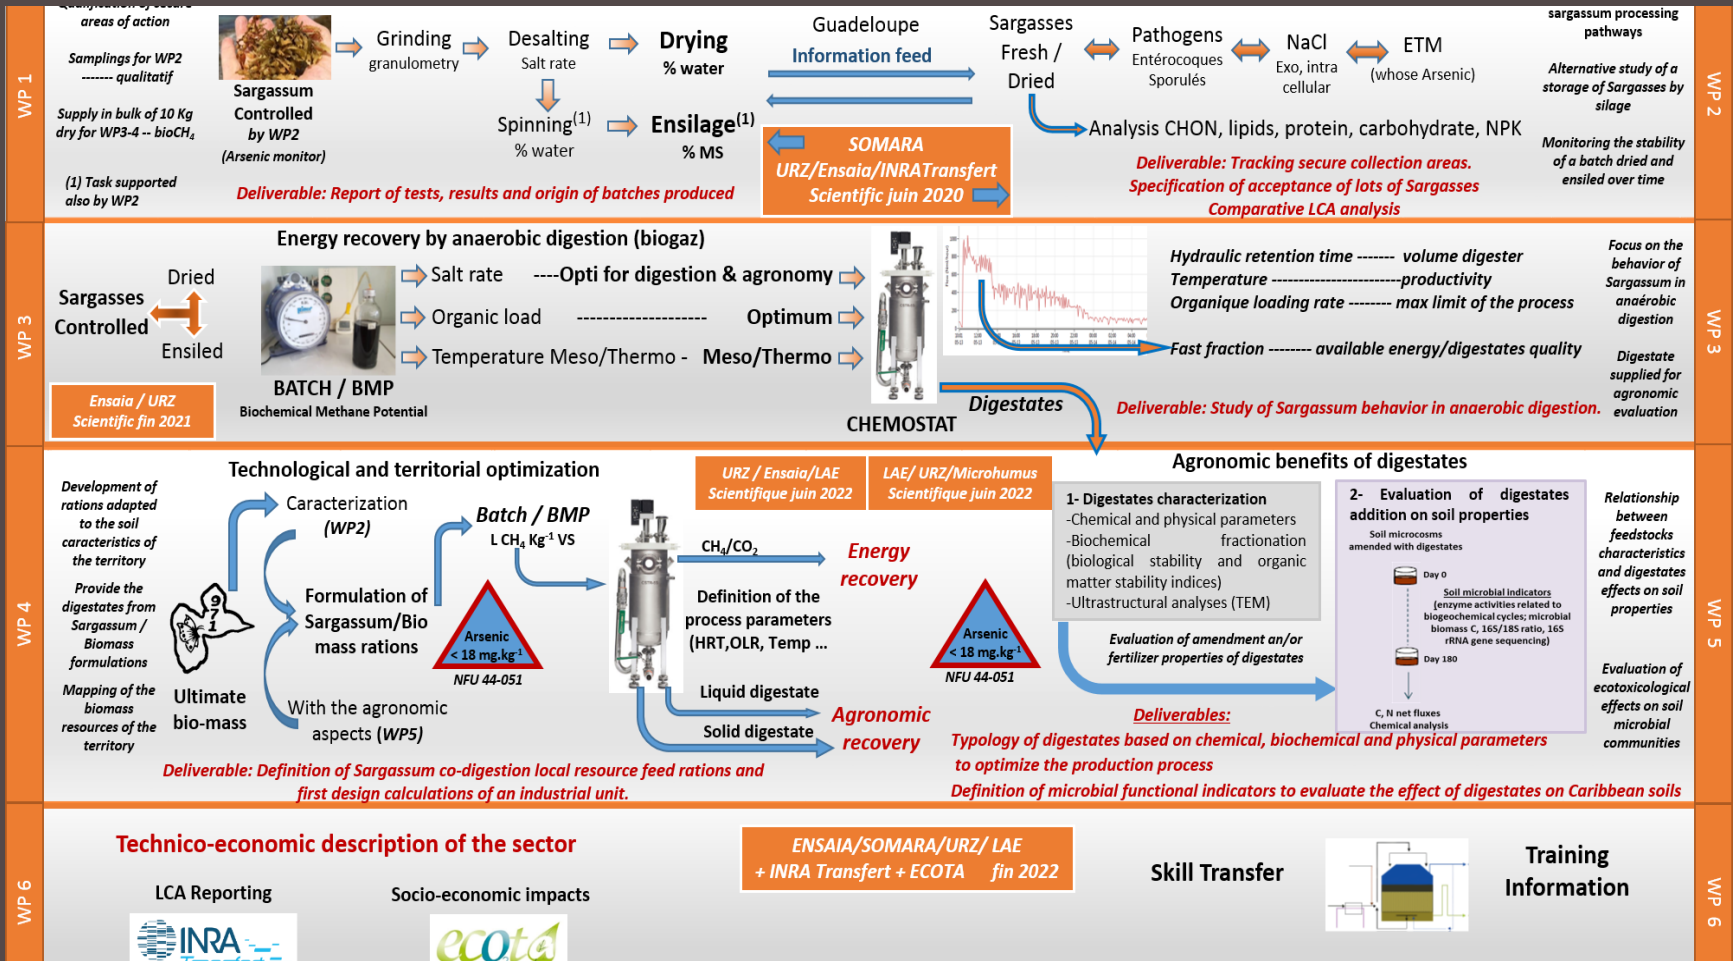 WP 1
areas of action
Samplings for WP2
------- qualitatif
Supply in bulk of 10 Kg
dry for WP3-4 -- bioCH4
(1) Task supported
also by WP2
Sargassum
Controlled
by WP2
(Arsenic monitor)
Grinding
granulometry
Desalting
Salt rate
Drying
% water
Spinning(1)
% water
Ensilage(1)
% MS
Deliverable: Report of tests, results and origin of batches produced
Guadeloupe
Information feed
SOMARA
URZ/Ensaia/INRATransfert
Scientific juin 2020
Sargasses
Fresh /
Dried
Pathogens
Entérocoques
Sporulés
NaCl
Exo, intra
cellular
ETM
(whose Arsenic)
Analysis CHON, lipids, protein, carbohydrate, NPK
Deliverable: Tracking secure collection areas.
Specification of acceptance of lots of Sargasses
Comparative LCA analysis
sargassum processing
pathways
Alternative study of a
storage of Sargasses by
silage
Monitoring the stability
of a batch dried and
ensiled over time
WP 2
WP 3
Energy recovery by anaerobic digestion (biogaz)
Sargasses
Controlled
Dried
Ensiled
Ensaia / URZ
Scientific fin 2021
BATCH / BMP
Biochemical Methane Potential
Salt rate ----Opti for digestion & agronomy
Organic load -------------------- Optimum
Temperature Meso/Thermo - Meso/Thermo
CHEMOSTAT
Digestates
Hydraulic retention time ------- volume digester
Temperature -----------------------productivity
Organique loading rate -------- max limit of the process
Fast fraction -------- available energy/digestates quality
Deliverable: Study of Sargassum behavior in anaerobic digestion.
Focus on the
behavior of
Sargassum in
anaérobic
digestion
Digestate
supplied for
agronomic
evaluation
WP 3
WP 4
Technological and territorial optimization
Development of
rations adapted
to the soil
caracteristics of
the territory
Provide the
digestates from
Sargassum /
Biomass
formulations
Mapping of the
biomass
resources of the
territory
9
7
1
Ultimate
bio-mass
Caracterization
(WP2)
Formulation of
Sargassum/Bio
mass rations
With the agronomic
aspects (WP5)
Batch / BMP
L CH4 Kg-1 VS
Arsenic
< 18 mg.kg-1
NFU 44-051
URZ / Ensaia/LAE
Scientifique juin 2022
LAE/ URZ/Microhumus
Scientifique juin 2022
CH4/CO2
Energy
recovery
Definition of the
process parameters
(HRT,OLR, Temp ...
Liquid digestate
Solid digestate
Agronomic
recovery
Deliverable: Definition of Sargassum co-digestion local resource feed rations and
first design calculations of an industrial unit.
Arsenic
< 18 mg.kg-1
NFU 44-051
Agronomic benefits of digestates
1- Digestates characterization
-Chemical and physical parameters
-Biochemical fractionation
(biological stability and organic
matter stability indices)
-Ultrastructural analyses (TEM)
Evaluation of amendment an/or
fertilizer properties of digestates
2- Evaluation of digestates
addition on soil properties
Soil microcosms
amended with digestates
Day 0
Soil microbial indicators
(enzyme activities related to
biogeochemical cycles; microbial
biomass C, 16S/18S ratio, 16S
rRNA gene sequencing)
Day 180
C, N net fluxes
Chemical analysis
Deliverables:
Typology of digestates based on chemical, biochemical and physical parameters
to optimize the production process
Definition of microbial functional indicators to evaluate the effect of digestates on Caribbean soils
Relationship
between
feedstocks
characteristics
and digestates
effects on soil
properties
Evaluation of
ecotoxicological
effects on soil
microbial
communities
WP 5
WP 6
Technico-economic description of the sector
LCA Reporting
INRA
Socio-economic impacts
ecota
ENSAIA/SOMARA/URZ/ LAE
+ INRA Transfert + ECOTA fin 2022
Skill Transfer
Training
Information
WP 6